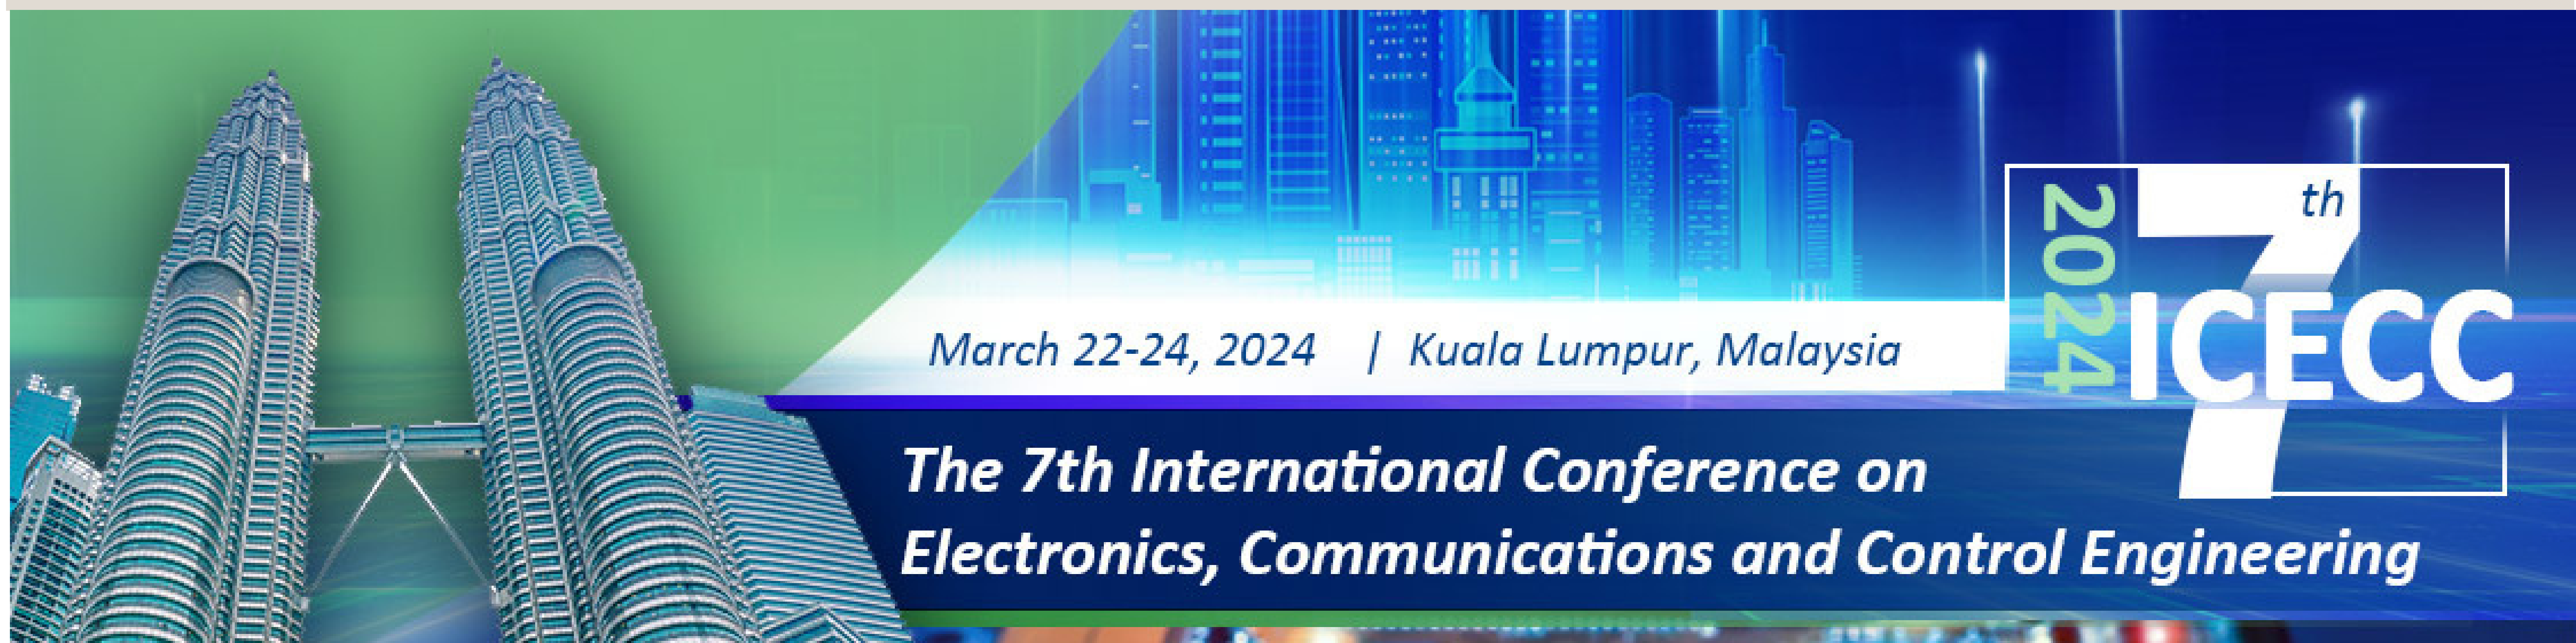 March 22-24, 2024 | Kuala Lumpur, Malaysia
2024
7th
ICECC
The 7th International Conference on
Electronics, Communications and Control Engineering